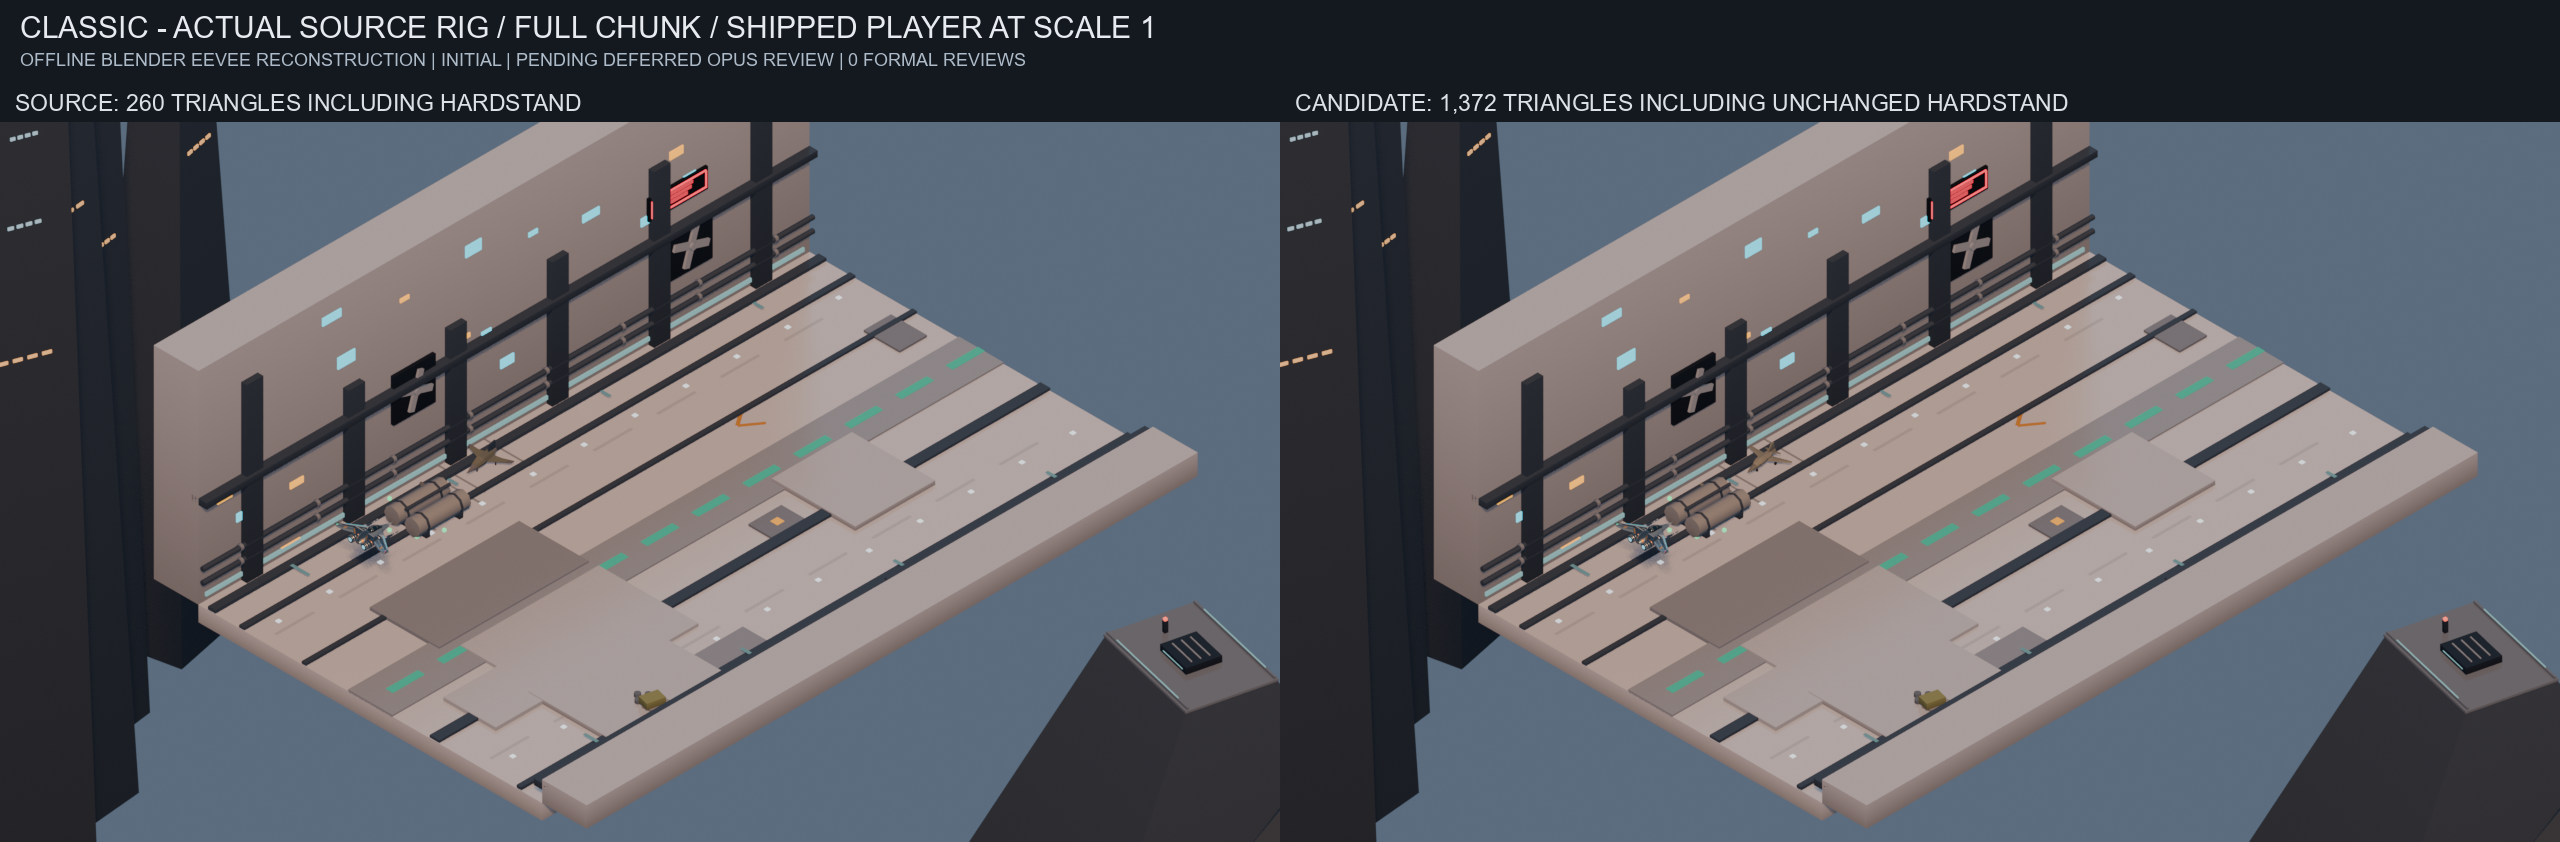 CLASSIC - ACTUAL SOURCE RIG / FULL CHUNK / SHIPPED PLAYER AT SCALE 1
OFFLINE BLENDER EEVEE RECONSTRUCTION | INITIAL | PENDING DEFERRED OPUS REVIEW | 0 FORMAL REVIEWS
SOURCE: 260 TRIANGLES INCLUDING HARDSTAND
CANDIDATE: 1,372 TRIANGLES INCLUDING UNCHANGED HARDSTAND